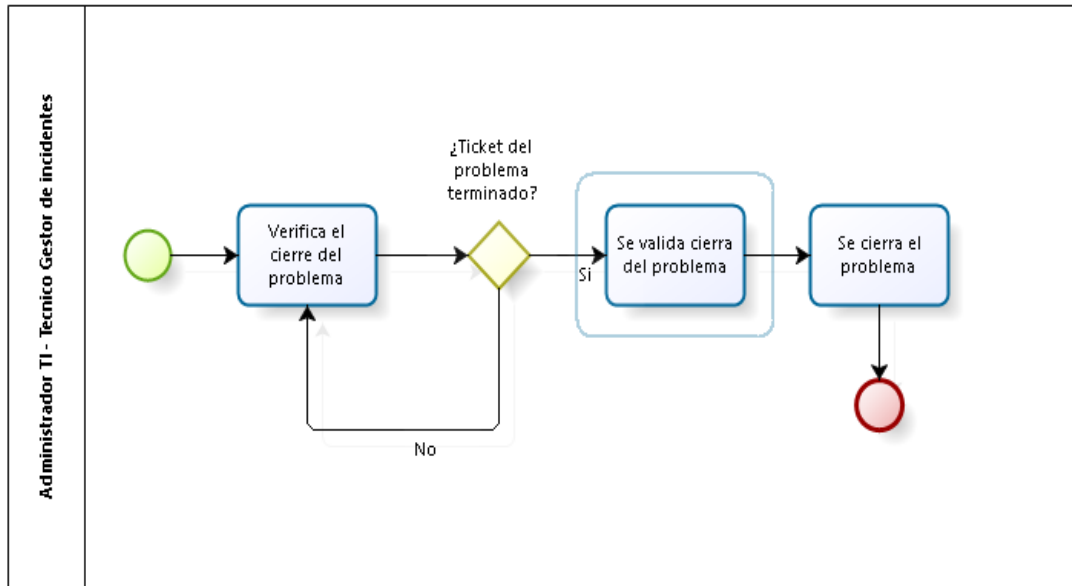 Administrador TI - Tecnico Gestor de incidentes
Verifica el
cierre del
problema
¿Ticket del
problema
terminado?
Si
No
Se valida cierra
del problema
Se cierra el
problema